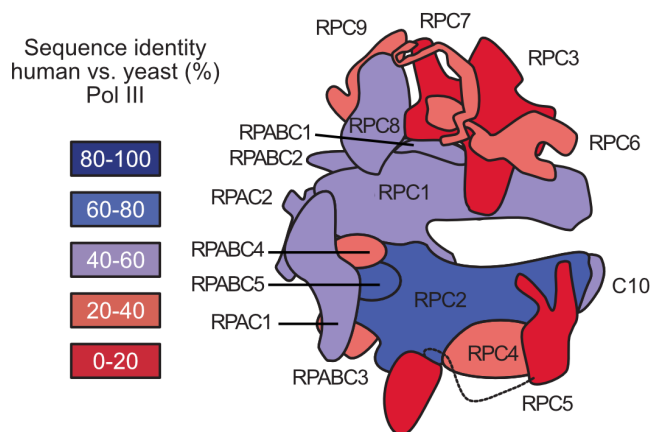 Sequence identity
human vs. yeast (%)
Pol III
80-100
60-80
40-60
20-40
0-20
RPC9
RPC7
RPC3
RPC8
RPABC1
RPABC2
RPC6
RPAC2
RPC1
RPABC4
RPABC5
RPC2
C10
RPAC1
RPC4
RPABC3
RPC5